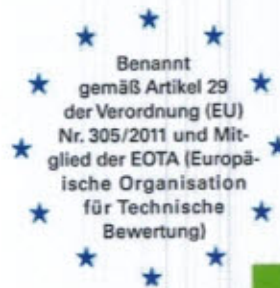 Benannt
gemäß Artikel 29
der Verordnung (EU)
Nr. 305/2011 und Mit-
glied der EOTA (Europä-
ische Organisation
für Technische
Bewertung)